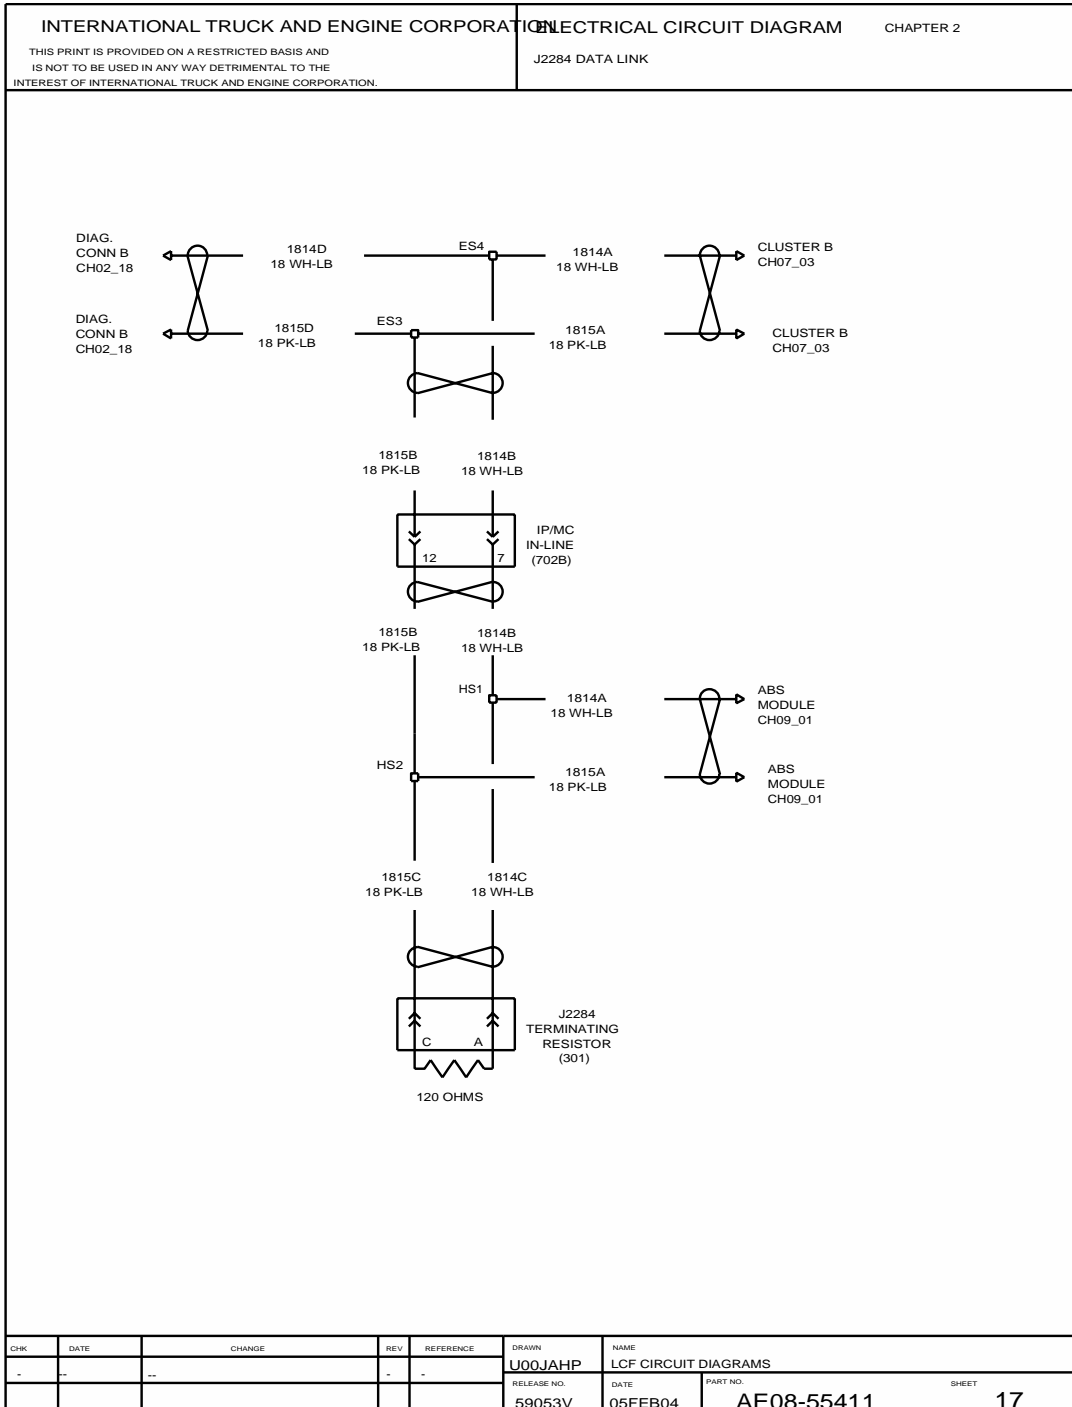 INTERNATIONAL TRUCK AND ENGINE CORPORATION
THIS PRINT IS PROVIDED ON A RESTRICTED BASIS AND
IS NOT TO BE USED IN ANY WAY DETRIMENTAL TO THE
INTEREST OF INTERNATIONAL TRUCK AND ENGINE CORPORATION.
ELECTRICAL CIRCUIT DIAGRAM
CHAPTER 2
J2284 DATA LINK
DIAG.
CONN B
CH02_18
1814D
18 WH-LB
ES4
1814A
18 WH-LB
CLUSTER B
CH07_03
DIAG.
CONN B
CH02_18
1815D
18 PK-LB
ES3
1815A
18 PK-LB
CLUSTER B
CH07_03
1815B
18 PK-LB
1814B
18 WH-LB
12
7
IP/MC
IN-LINE
(702B)
1815B
18 PK-LB
1814B
18 WH-LB
HS1
1814A
18 WH-LB
ABS
MODULE
CH09_01
HS2
1815A
18 PK-LB
ABS
MODULE
CH09_01
1815C
18 PK-LB
1814C
18 WH-LB
C
A
J2284
TERMINATING
RESISTOR
(301)
120 OHMS
CHK
DATE
CHANGE
REV
REFERENCE
-
--
--
-
-
DRAWN
U00JAHP
NAME
LCF CIRCUIT DIAGRAMS
RELEASE NO.
59053V
DATE
05FEB04
PART NO.
AE08-55411
SHEET
17